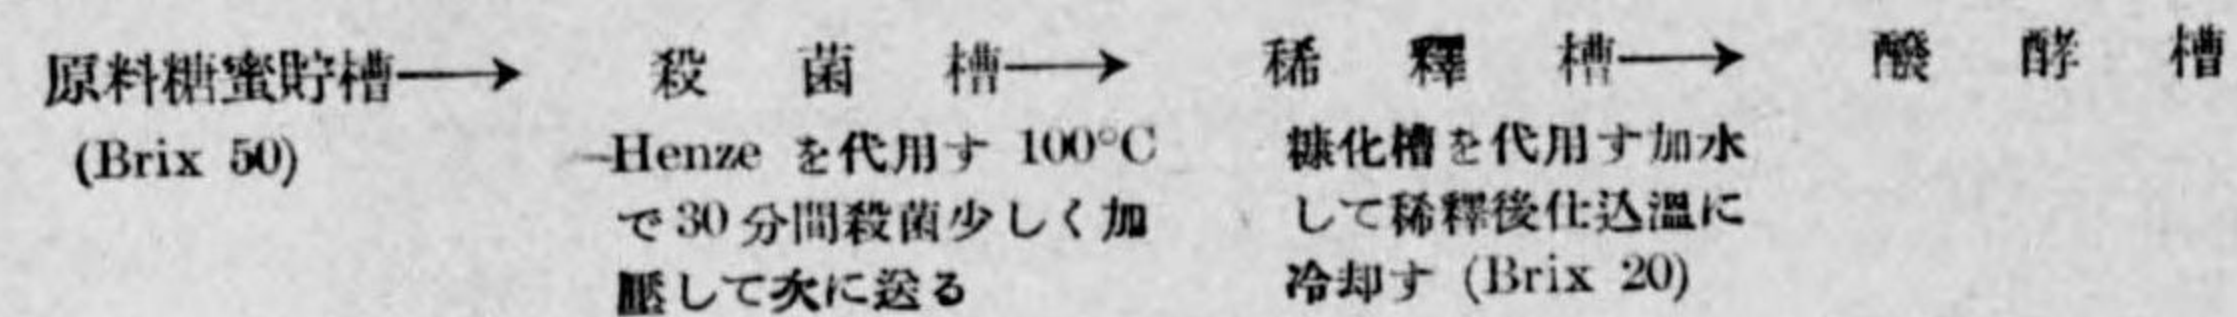 原料糖蜜貯槽⟶ 殺菌槽⟶ 稀釋槽⟶ 醱酵槽
(Brix 50)
Henze を代用す 100°C
で30分間殺菌少しく加
壓して次に送る
糠化槽を代用す加水
して稀釋後仕込溫に
冷却す (Brix 20)